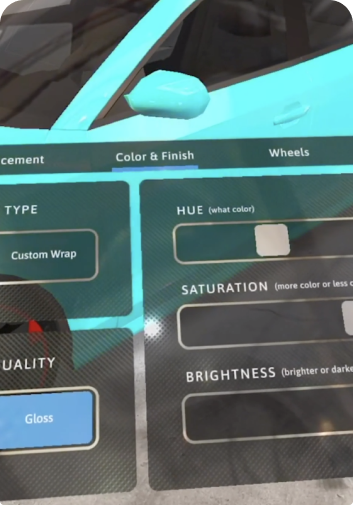 cement
Color & Finish
Wheels
TYPE
HUE (what color)
Custom Wrap
SATURATION (more color or less c
UALITY
BRIGHTNESS (brighter or darke
Gloss